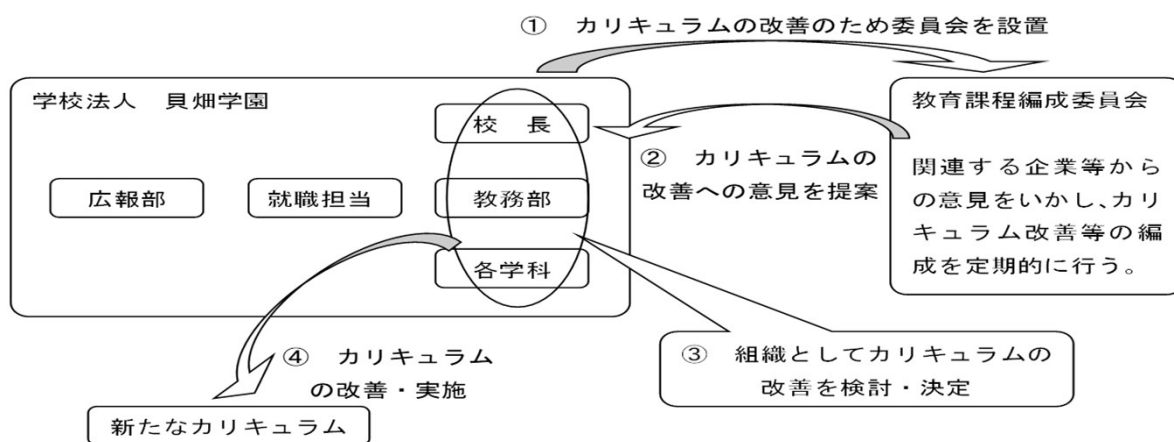 ① カリキュラムの改善のため委員会を設置
学校法人 貝畑学園
校 長
広報部
就職担当
教務部
各学科
② カリキュラムの
改善への意見を提案
教育課程編成委員会
関連する企業等から
の意見をいかし、カリ
キュラム改善等の編
成を定期的に行う。
③ 組織としてカリキュラムの
改善を検討・決定
④ カリキュラム
の改善・実施
新たなカリキュラム